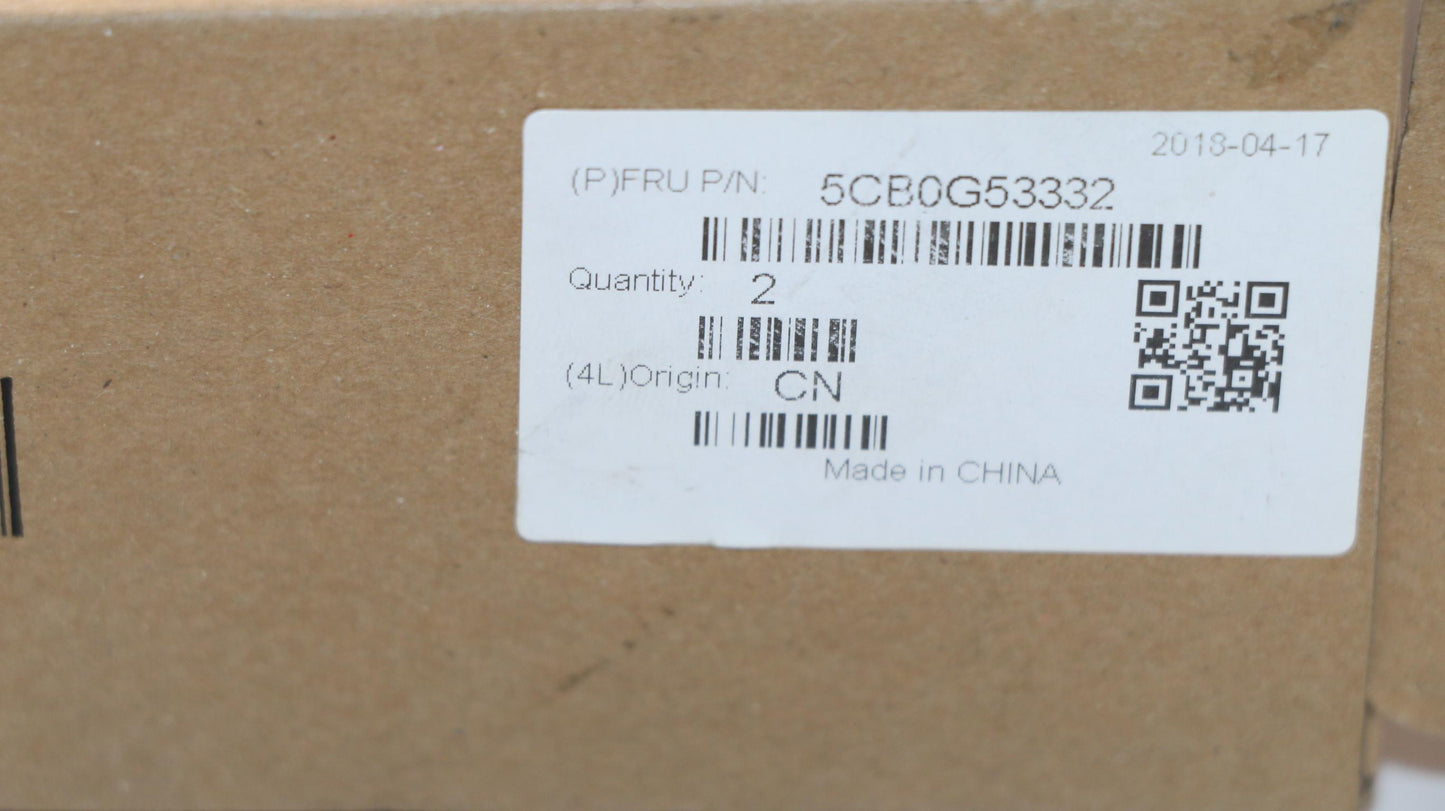 2018-04-17
(P)FRU P/N: 5CB0G53332
Quantity: 2
(4L)Origin: CN
Made in CHINA